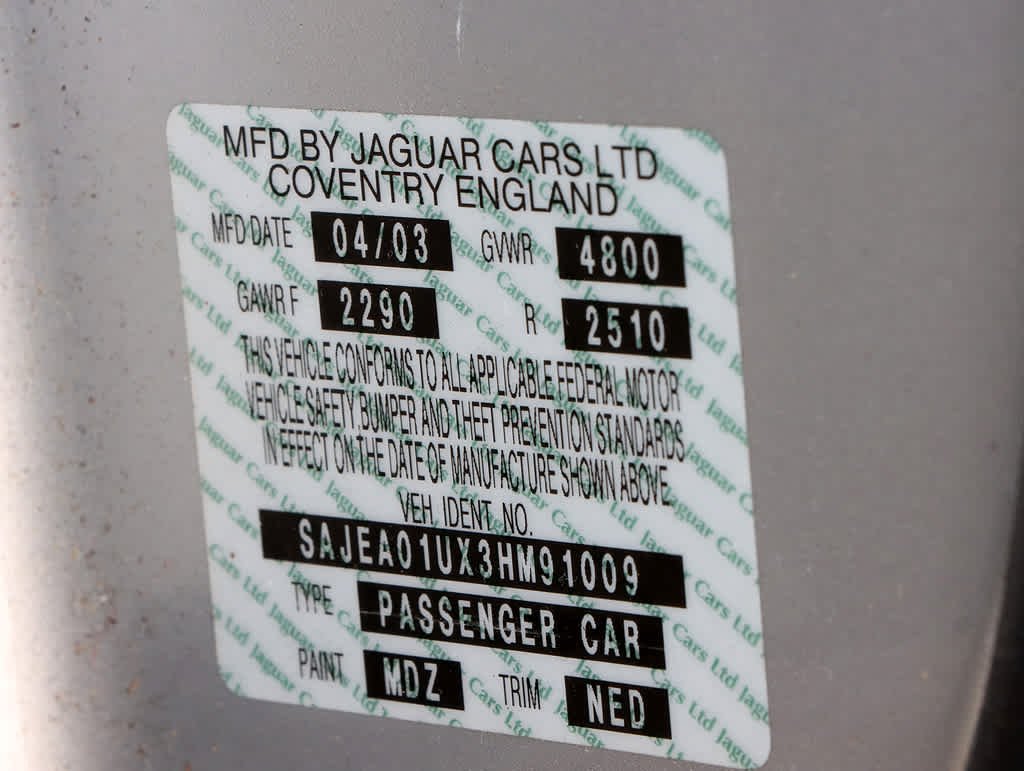 MFD BY JAGUAR CARS LTD
COVENTRY ENGLAND
MFD DATE 04/03 GVWR 4800
GAWR F 2290 R 2510
THIS VEHICLE CONFORMS TO ALL APPLICABLE FEDERAL MOTOR
VEHICLE SAFETY, BUMPER AND THEFT PREVENTION STANDARDS
IN EFFECT ON THE DATE OF MANUFACTURE SHOWN ABOVE.
VEH. IDENT. NO.
SAJEA01UX3HM91009
TYPE PASSENGER CAR
PAINT MDZ TRIM NED